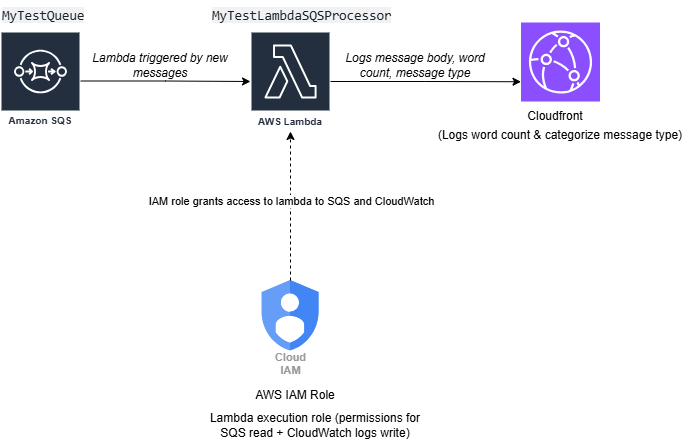 MyTestQueue
MyTestLambdaSQSProcessor
Lambda triggered by new
messages
Logs message body, word
count, message type
Amazon SQS
AWS Lambda
Cloudfront
(Logs word count & categorize message type)
IAM role grants access to lambda to SQS and CloudWatch
Cloud
IAM
AWS IAM Role
Lambda execution role (permissions for
SQS read + CloudWatch logs write)